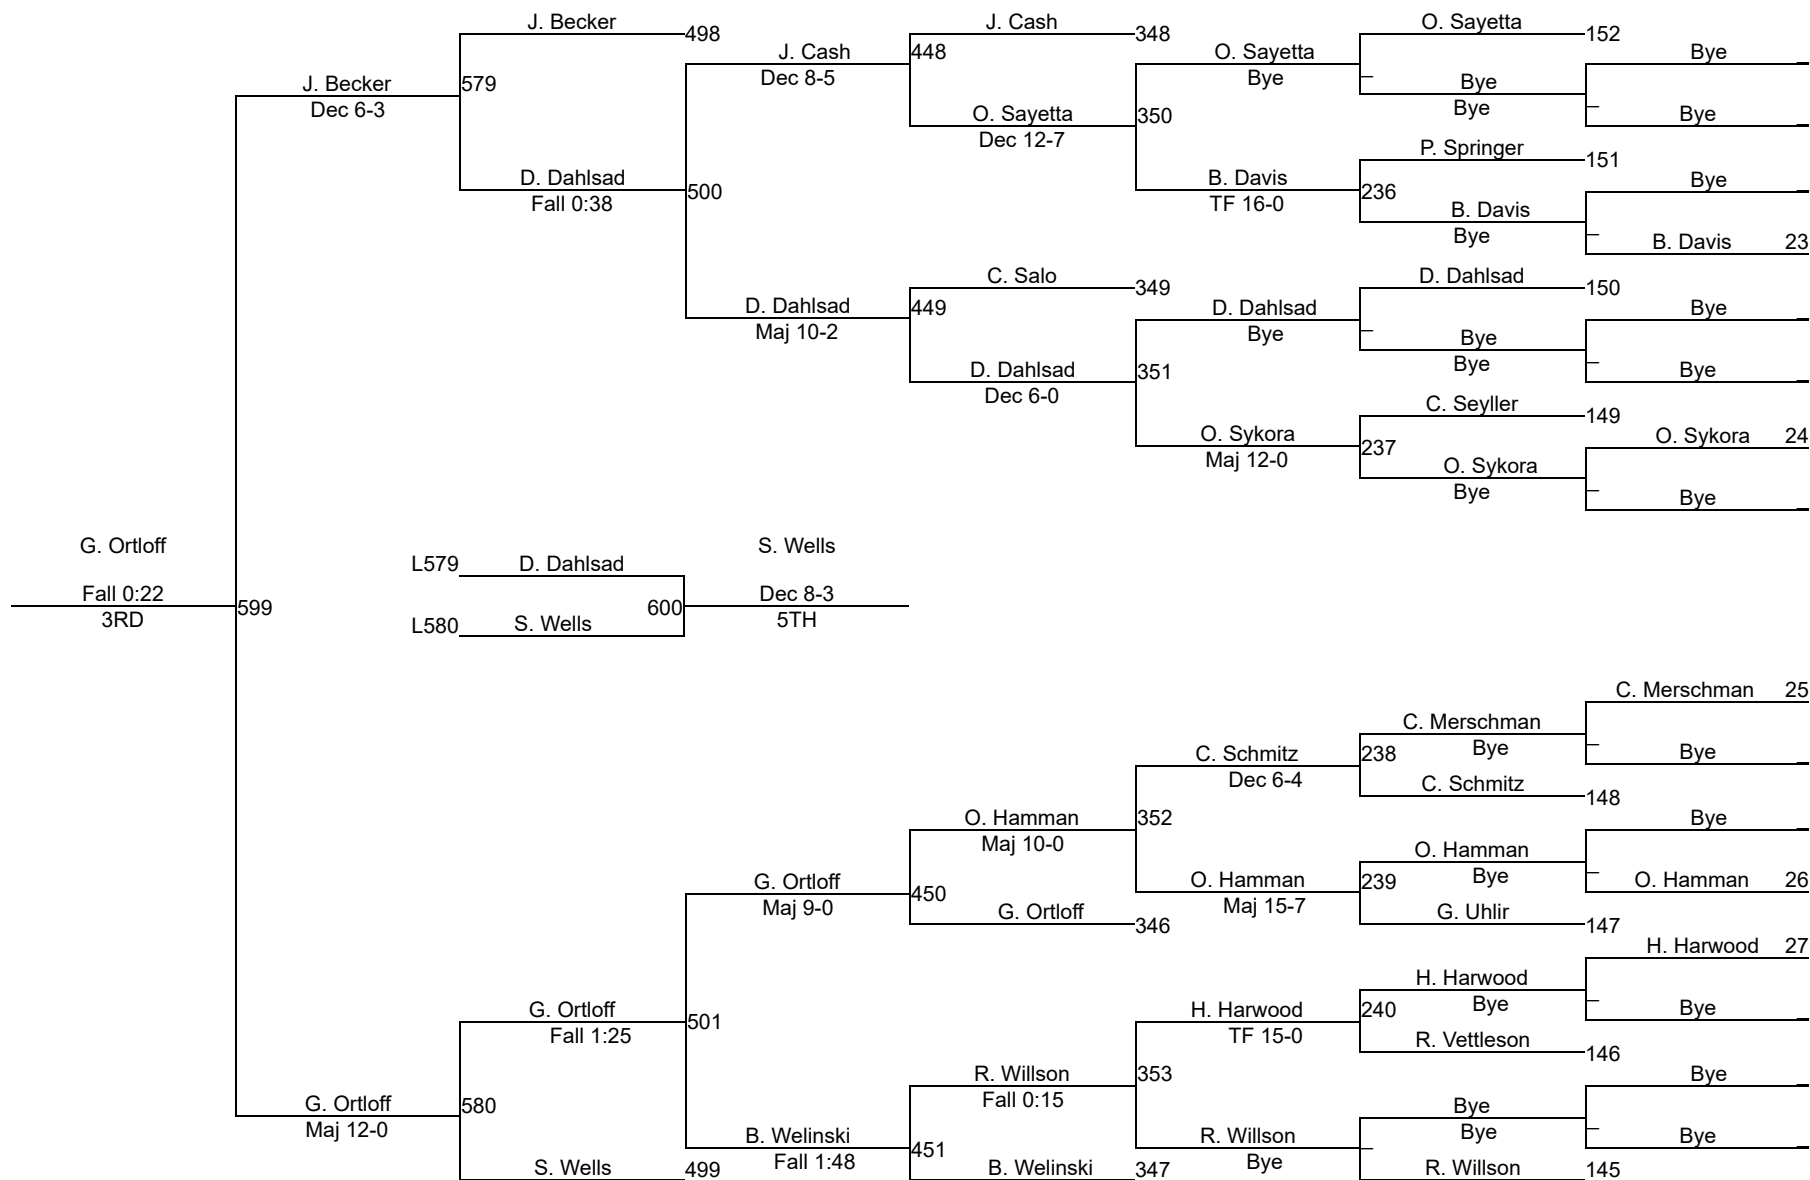 J. Becker
498
J. Becker
Dec 6-3
579
D. Dahlsad
Fall 0:38
500
J. Cash
Dec 8-5
448
J. Cash
348
O. Sayetta
Dec 12-7
350
O. Sayetta
Bye
O. Sayetta
152
Bye
Bye
Bye
Bye
B. Davis
TF 16-0
236
P. Springer
151
B. Davis
Bye
Bye
B. Davis 23
D. Dahlsad
Maj 10-2
449
C. Salo
349
D. Dahlsad
Dec 6-0
351
D. Dahlsad
Bye
D. Dahlsad
150
Bye
Bye
Bye
Bye
O. Sykora
Maj 12-0
237
C. Seyller
149
O. Sykora
Bye
O. Sykora 24
Bye
G. Ortloff
Fall 0:22
3RD
599
L579 D. Dahlsad
L580 S. Wells
600
S. Wells
Dec 8-3
5TH
G. Ortloff
Maj 12-0
580
G. Ortloff
Fall 1:25
501
S. Wells
499
G. Ortloff
Maj 9-0
450
O. Hamman
Maj 10-0
352
G. Ortloff
346
C. Schmitz
Dec 6-4
238
C. Merschman
Bye
C. Merschman 25
Bye
C. Schmitz
148
O. Hamman
Maj 15-7
239
O. Hamman
Bye
Bye
O. Hamman 26
G. Uhlir
147
B. Welinski
Fall 1:48
451
R. Willson
Fall 0:15
353
B. Welinski
347
H. Harwood
TF 15-0
240
H. Harwood
Bye
H. Harwood 27
Bye
R. Vettleson
146
R. Willson
Bye
Bye
Bye
Bye
Bye
R. Willson
145